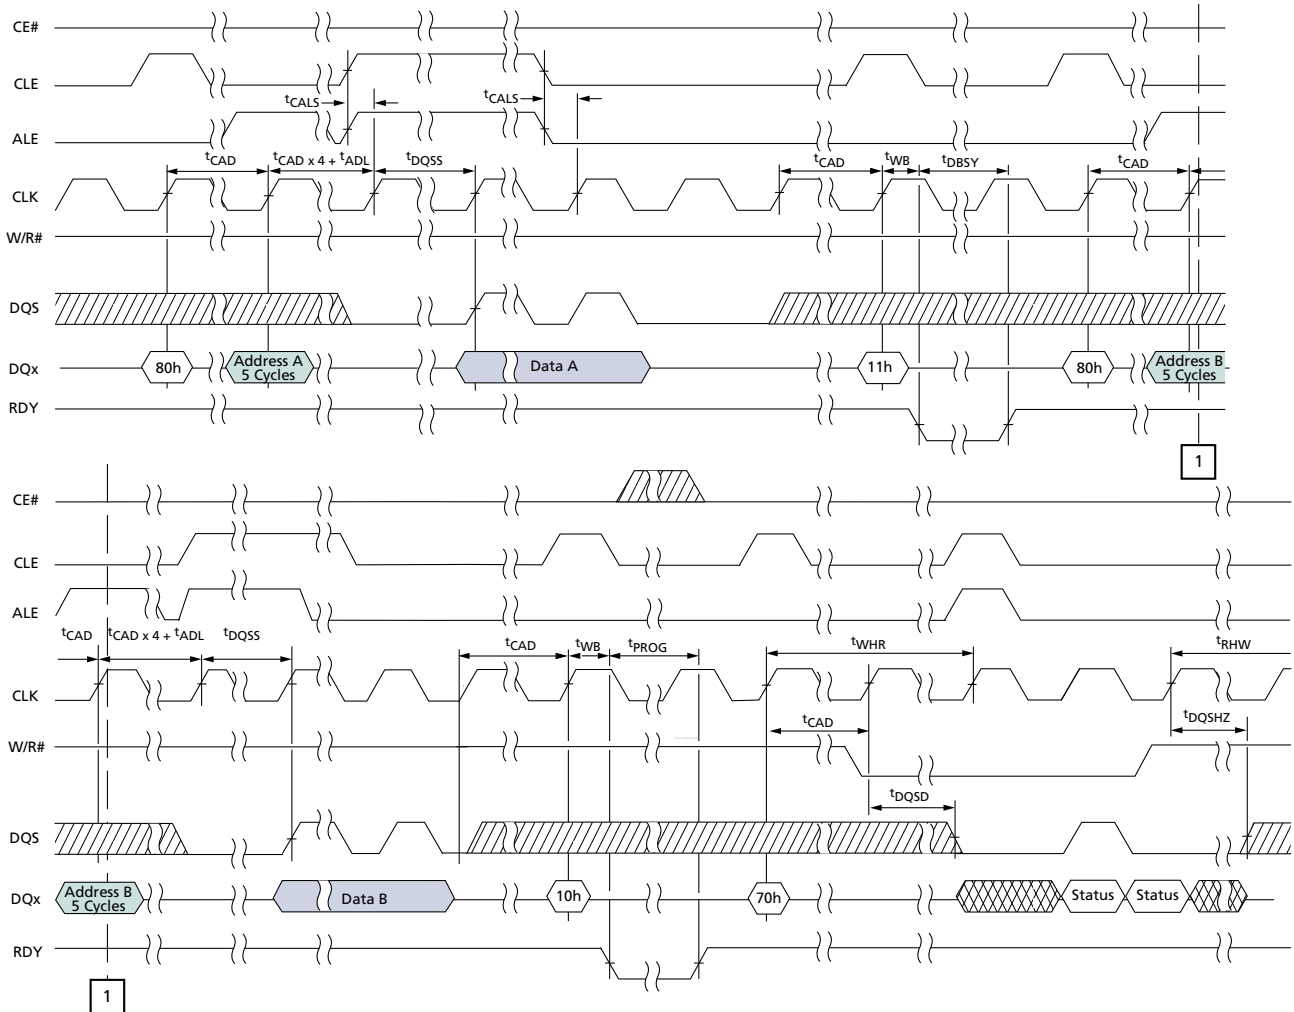 CE#
CLE
tCALS
tCALS
ALE
tCAD
tCAD x 4 + tADL
tDQSS
tCAD
tWB
tDBSY
tCAD
CLK
W/R#
DQS
DQx
80h
Address A
5 Cycles
Data A
11h
80h
Address B
5 Cycles
RDY
1
CE#
CLE
ALE
tCAD
tCAD x 4 + tADL
tDQSS
tCAD
tWB
tPROG
tWHR
tRHW
CLK
tCAD
tDQSHZ
W/R#
tDQSD
DQS
DQx
Address B
5 Cycles
Data B
10h
70h
Status
Status
RDY
1